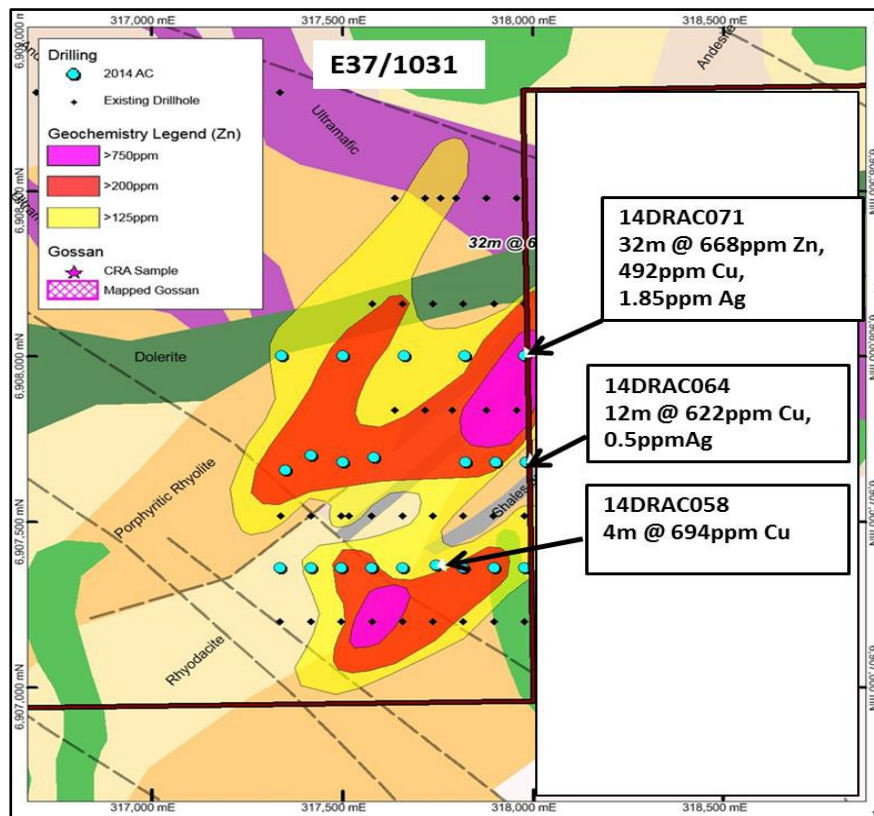 317,000 mE
317,500 mE
318,000 mE
318,500 mE
Drilling
2014 AC
Existing Drillhole
Geochemistry Legend (Zn)
>750ppm
>200ppm
>125ppm
Gossan
CRA Sample
Mapped Gossan
E37/1031
Andesite
Ultramafic
32m @ 6
Dolerite
Porphyritic Rhyolite
Shales
Rhyodacite
14DRAC071
32m @ 668ppm Zn,
492ppm Cu,
1.85ppm Ag
14DRAC064
12m @ 622ppm Cu,
0.5ppmAg
14DRAC058
4m @ 694ppm Cu
6,908,000 mN
6,907,500 mN
6,907,000 mN
317,000 mE
317,500 mE
318,000 mE
318,500 mE